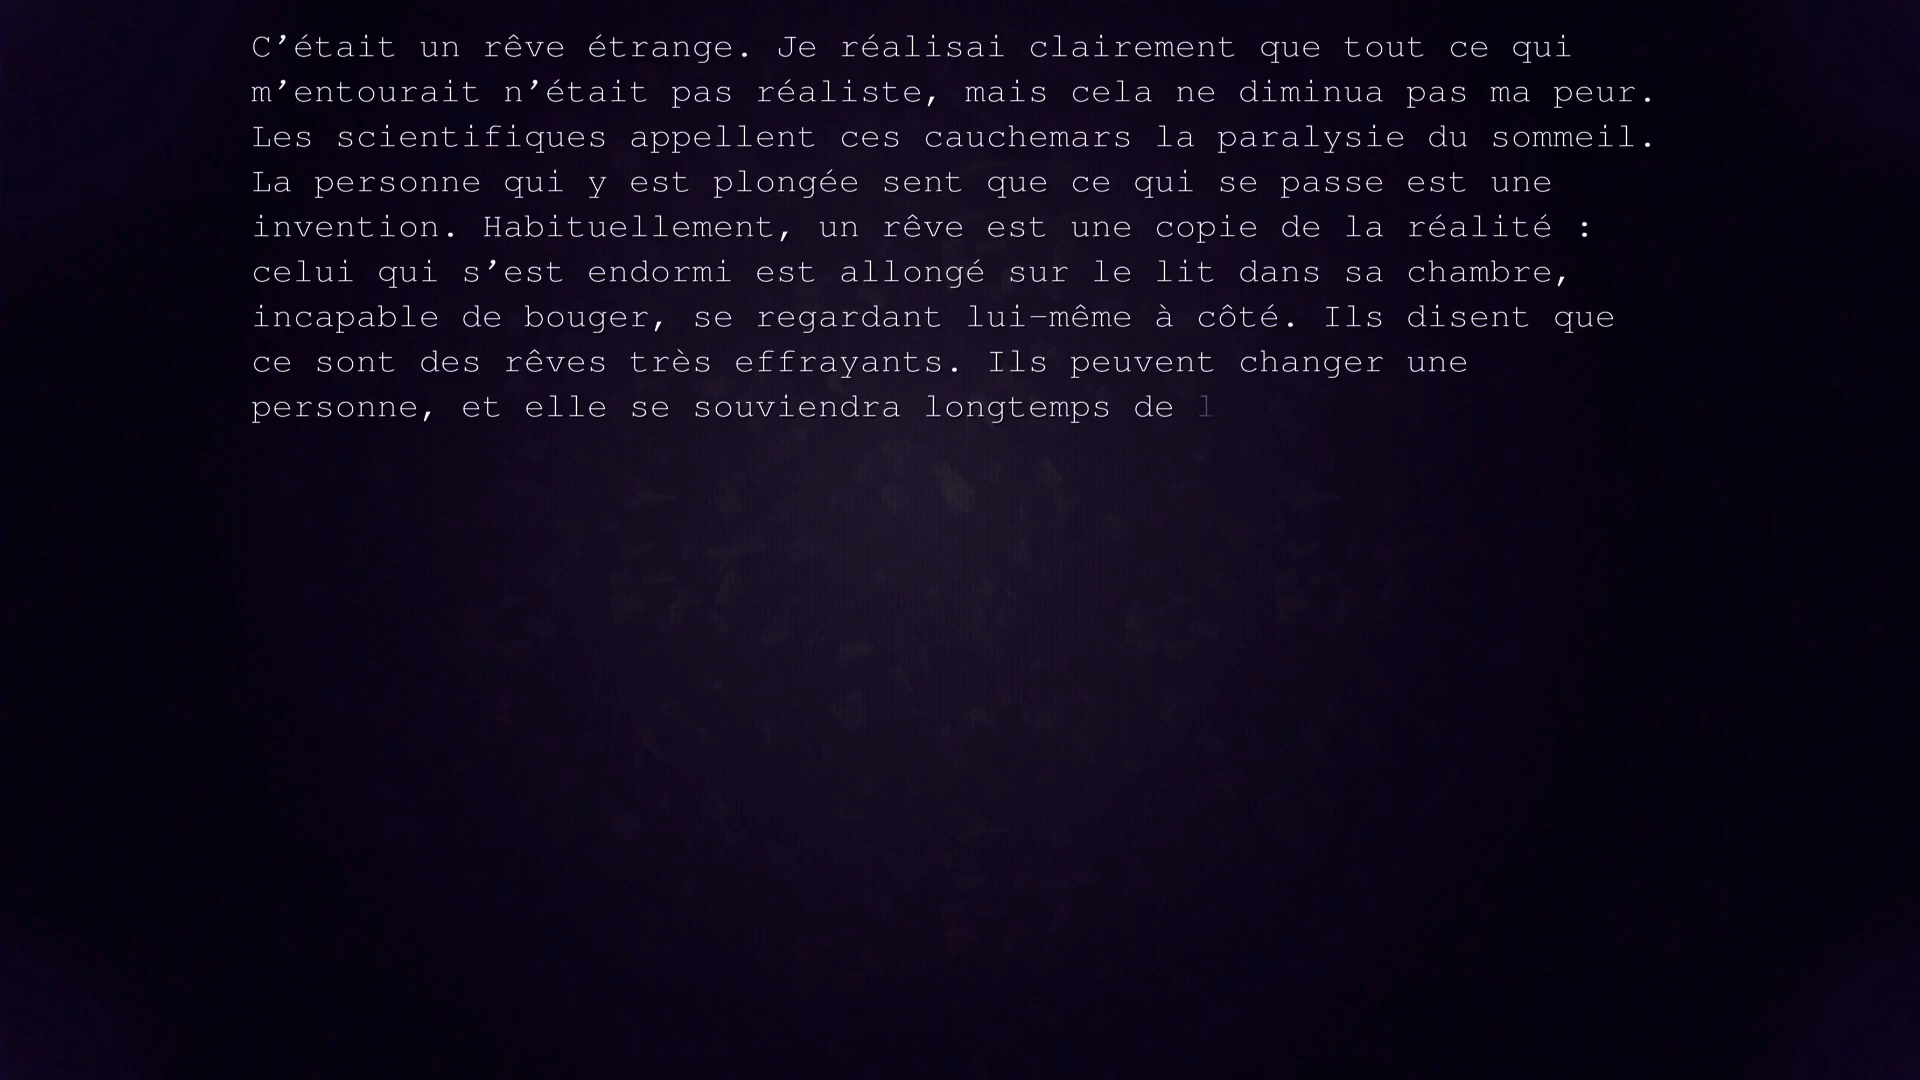 C’était un rêve étrange. Je réalisai clairement que tout ce qui
m’entourait n’était pas réaliste, mais cela ne diminua pas ma peur.
Les scientifiques appellent ces cauchemars la paralysie du sommeil.
La personne qui y est plongée sent que ce qui se passe est une
invention. Habituellement, un rêve est une copie de la réalité :
celui qui s’est endormi est allongé sur le lit dans sa chambre,
incapable de bouger, se regardant lui-même à côté. Ils disent que
ce sont des rêves très effrayants. Ils peuvent changer une
personne, et elle se souviendra longtemps de l